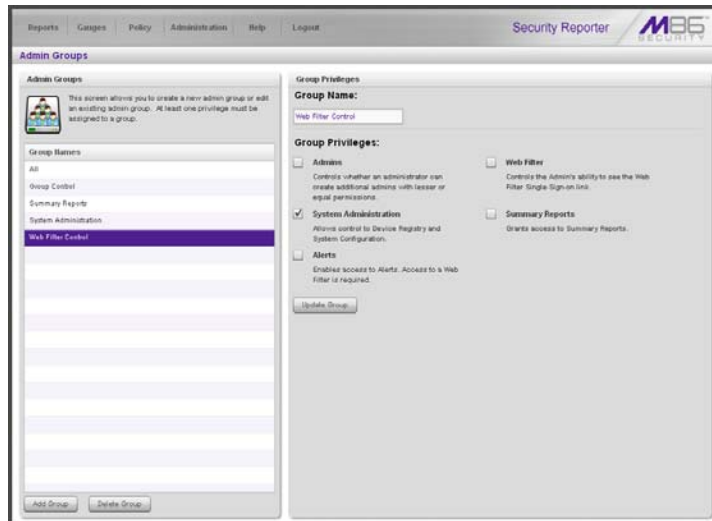 Reports
Gauges
Policy
Administration
Help
Logout
Security Reporter
M86
SECURITY
Admin Groups
Admin Groups
This screen allows you to create a new admin group or edit
an existing admin group. At least one privilege must be
assigned to a group.
Group Names
All
Group Control
Summary Reports
System Administration
Web Filter Control
Add Group
Delete Group
Group Privileges
Group Name:
Web Filter Control
Group Privileges:
Admins
Controls whether an administrator can
create additional admins with lesser or
equal permissions.
Web Filter
Controls the Admin's ability to see the Web
Filter Single Sign-on link.
System Administration
Allows control to Device Registry and
System Configuration.
Summary Reports
Grants access to Summary Reports.
Alerts
Enables access to Alerts. Access to a Web
Filter is required.
Update Group